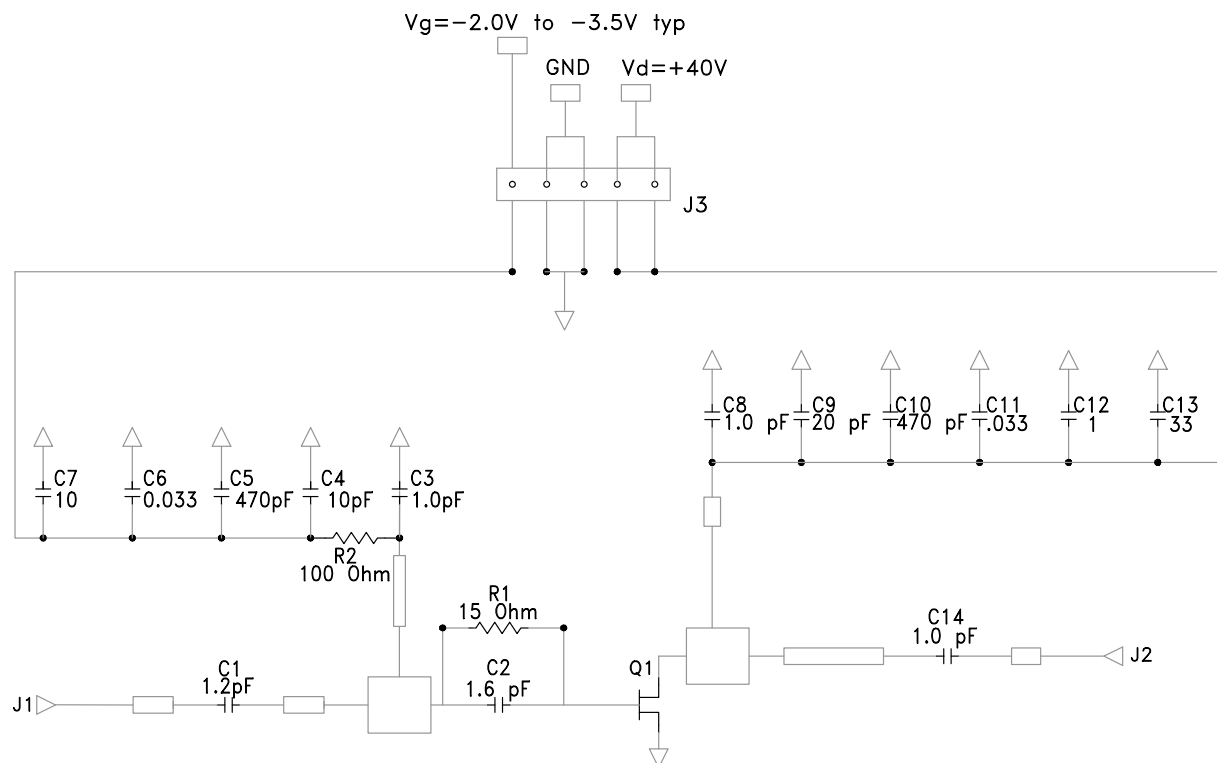 Vg=-2.0V to -3.5V typ
GND
Vd=+40V
J3
C8
1.0 pF
C9
20 pF
C10
470 pF
C11
.033
C12
1
C13
33
C7
10
C6
0.033
C5
470pF
C4
10pF
C3
1.0pF
R2
100 Ohm
R1
15 Ohm
C14
1.0 pF
J2
Q1
C1
1.2pF
C2
1.6 pF
J1